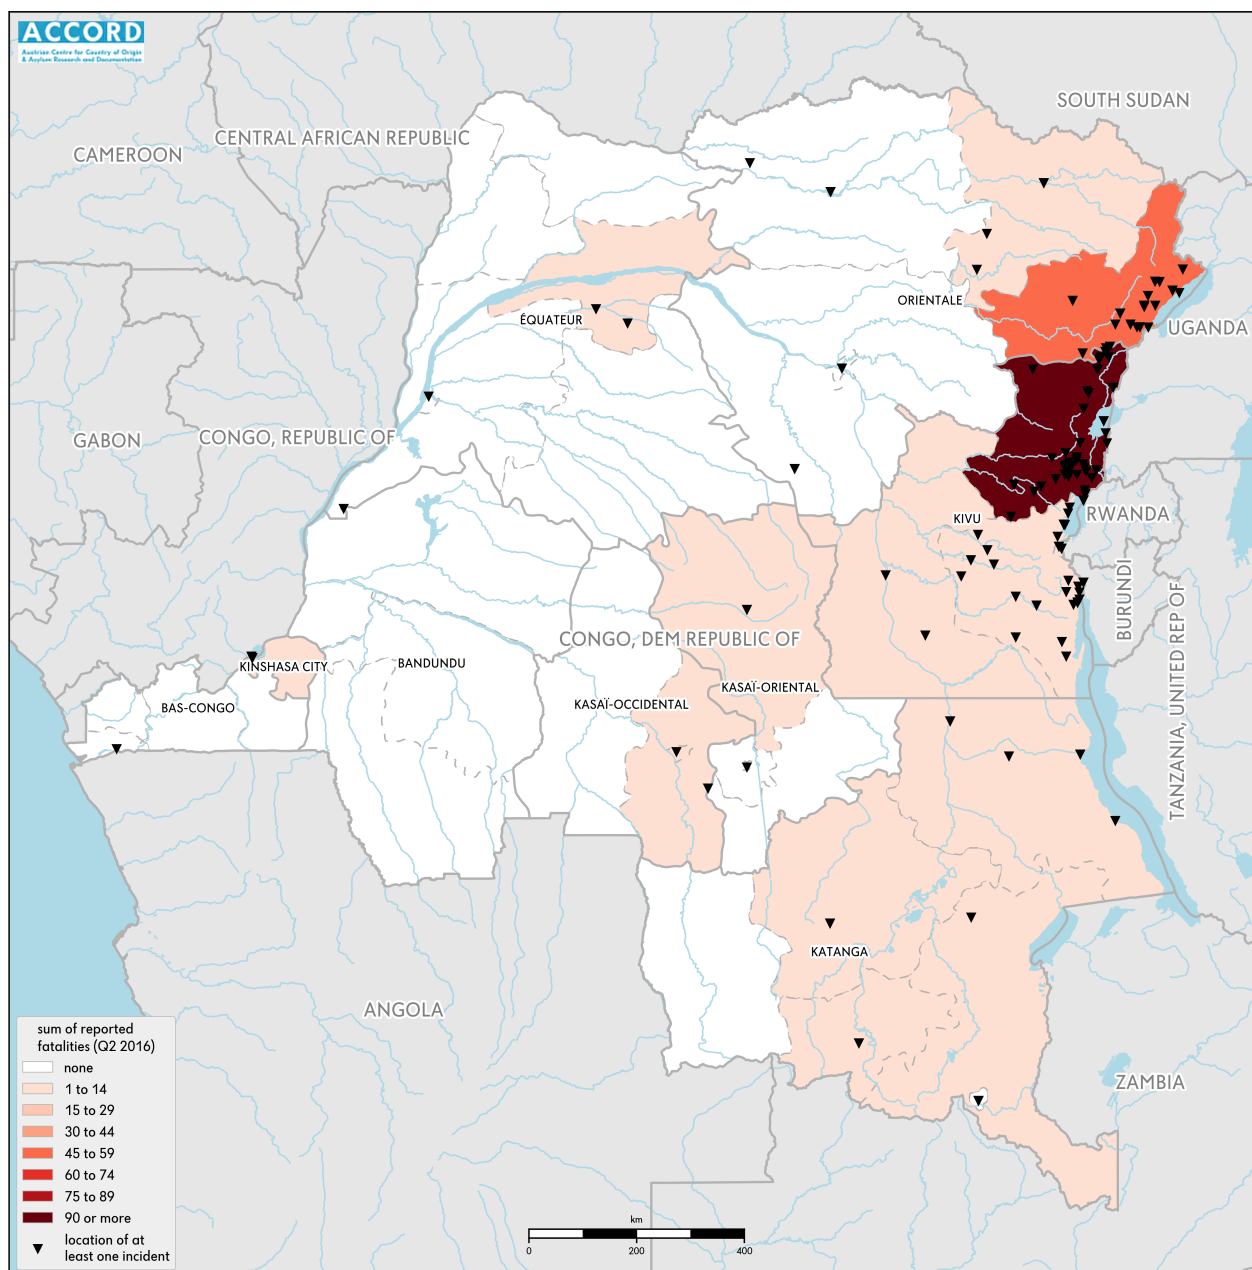 ACCORD
Austrian Centre for Country of Origin
& Asylum Research and Documentation
SOUTH SUDAN
CENTRAL AFRICAN REPUBLIC
CAMEROON
ORIENTALE
ÉQUATEUR
UGANDA
GABON
CONGO, REPUBLIC OF
KIVU
RWANDA
BURUNDI
TANZANIA, UNITED REP OF
CONGO, DEM REPUBLIC OF
KINSHASA CITY
BANDUNDU
KASAÏ-ORIENTAL
KASAÏ-OCCIDENTAL
BAS-CONGO
KATANGA
ANGOLA
ZAMBIA
sum of reported
fatalities (Q2 2016)
none
1 to 14
15 to 29
30 to 44
45 to 59
60 to 74
75 to 89
90 or more
location of at
least one incident
km
0 200 400